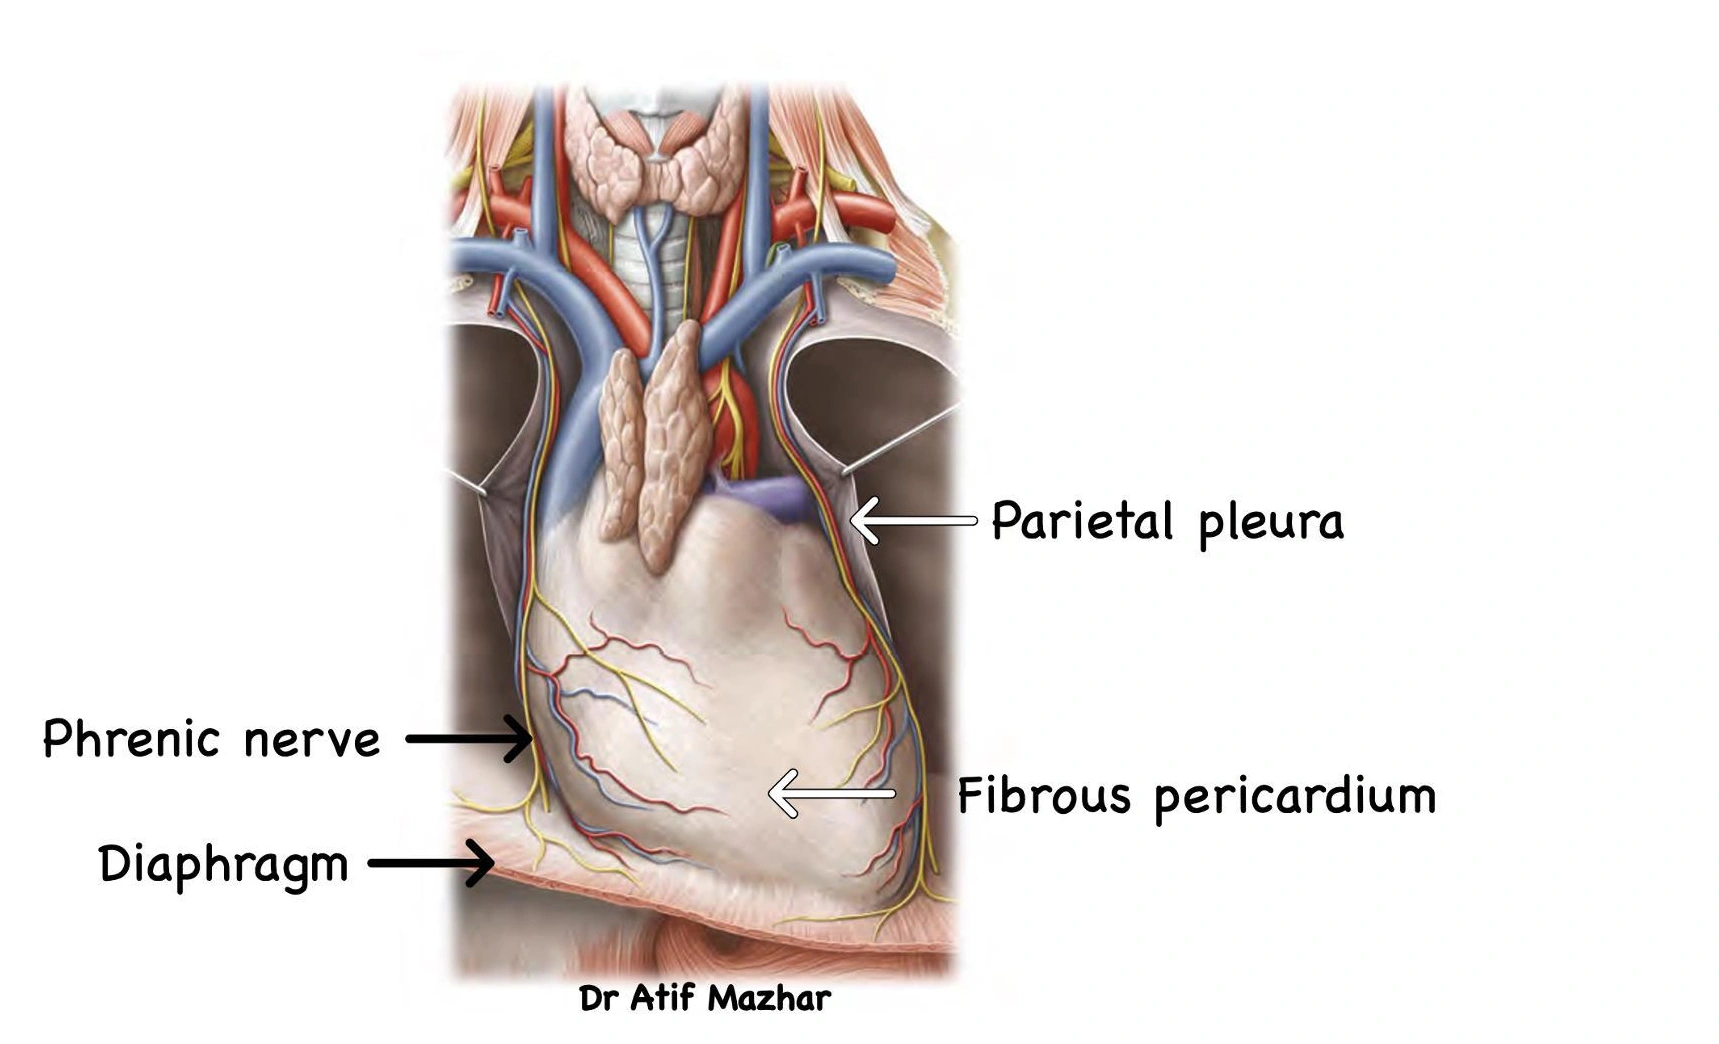 Parietal pleura
Phrenic nerve
Fibrous pericardium
Diaphragm
Dr Atif Mazhar